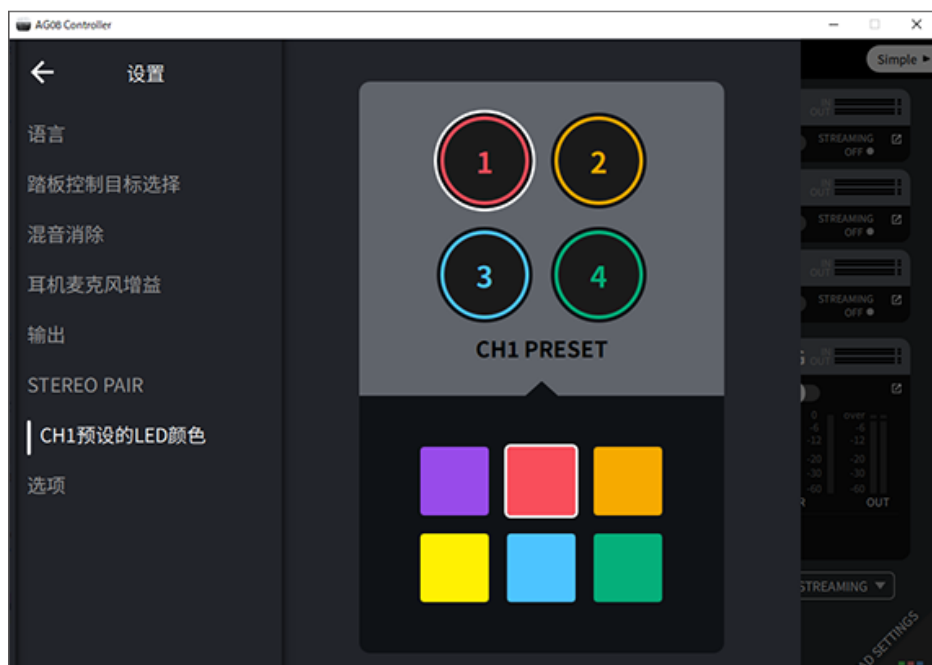 AG08 Controller
设置
语言
踏板控制目标选择
混音消除
耳机麦克风增益
输出
STEREO PAIR
CH1预设的LED颜色
选项
1
2
3
4
CH1 PRESET
Simple
IN
OUT
STREAMING
OFF
IN
OUT
STREAMING
OFF
IN
OUT
STREAMING
OFF
IN
OUT
0 over
-6 -6
-12 -12
-20 -20
-30 -30
-60 -60
OUT
STREAMING